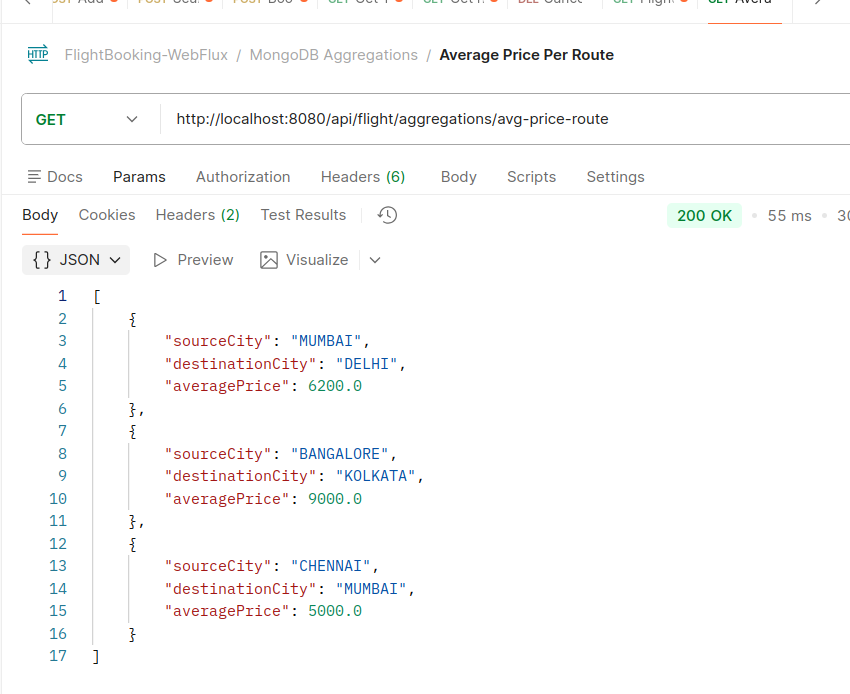 HTTP FlightBooking-WebFlux / MongoDB Aggregations / Average Price Per Route
GET http://localhost:8080/api/flight/aggregations/avg-price-route
Docs Params Authorization Headers (6) Body Scripts Settings
Body Cookies Headers (2) Test Results 200 OK 55 ms
{} JSON Preview Visualize
1 [
2 {
3 "sourceCity": "MUMBAI",
4 "destinationCity": "DELHI",
5 "averagePrice": 6200.0
6 },
7 {
8 "sourceCity": "BANGALORE",
9 "destinationCity": "KOLKATA",
10 "averagePrice": 9000.0
11 },
12 {
13 "sourceCity": "CHENNAI",
14 "destinationCity": "MUMBAI",
15 "averagePrice": 5000.0
16 }
17 ]